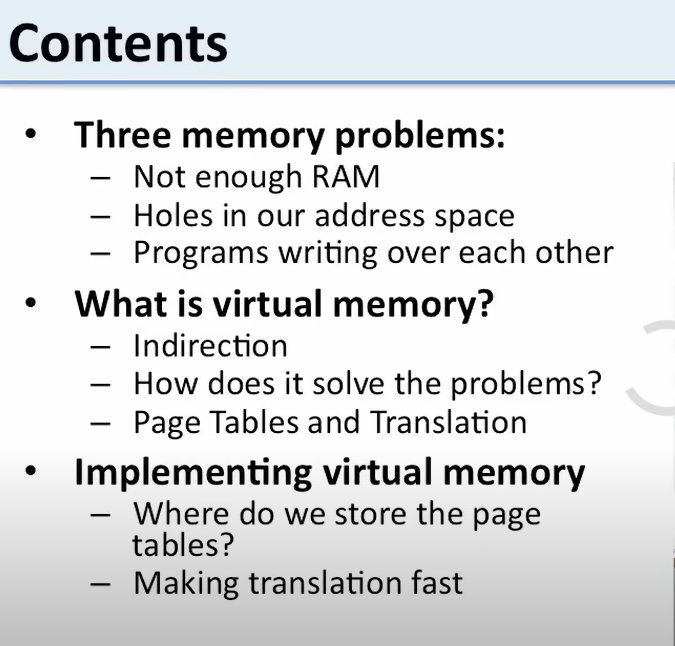 Contents
• Three memory problems:
– Not enough RAM
– Holes in our address space
– Programs writing over each other
• What is virtual memory?
– Indirection
– How does it solve the problems?
– Page Tables and Translation
• Implementing virtual memory
– Where do we store the page
tables?
– Making translation fast